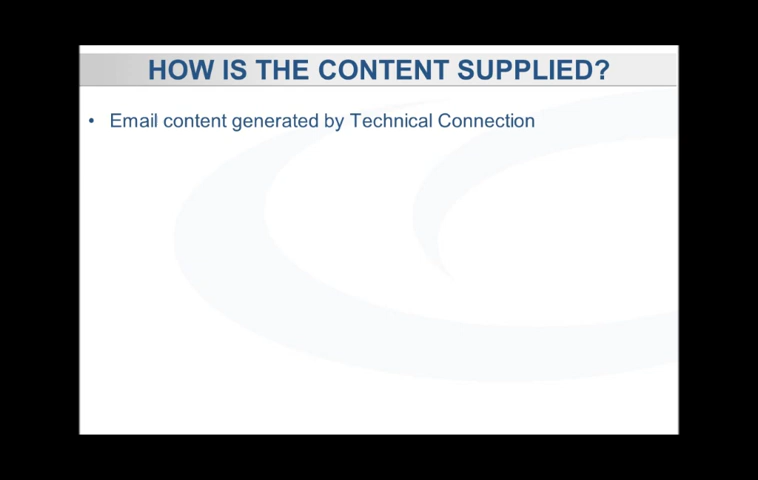 HOW IS THE CONTENT SUPPLIED?
• Email content generated by Technical Connection